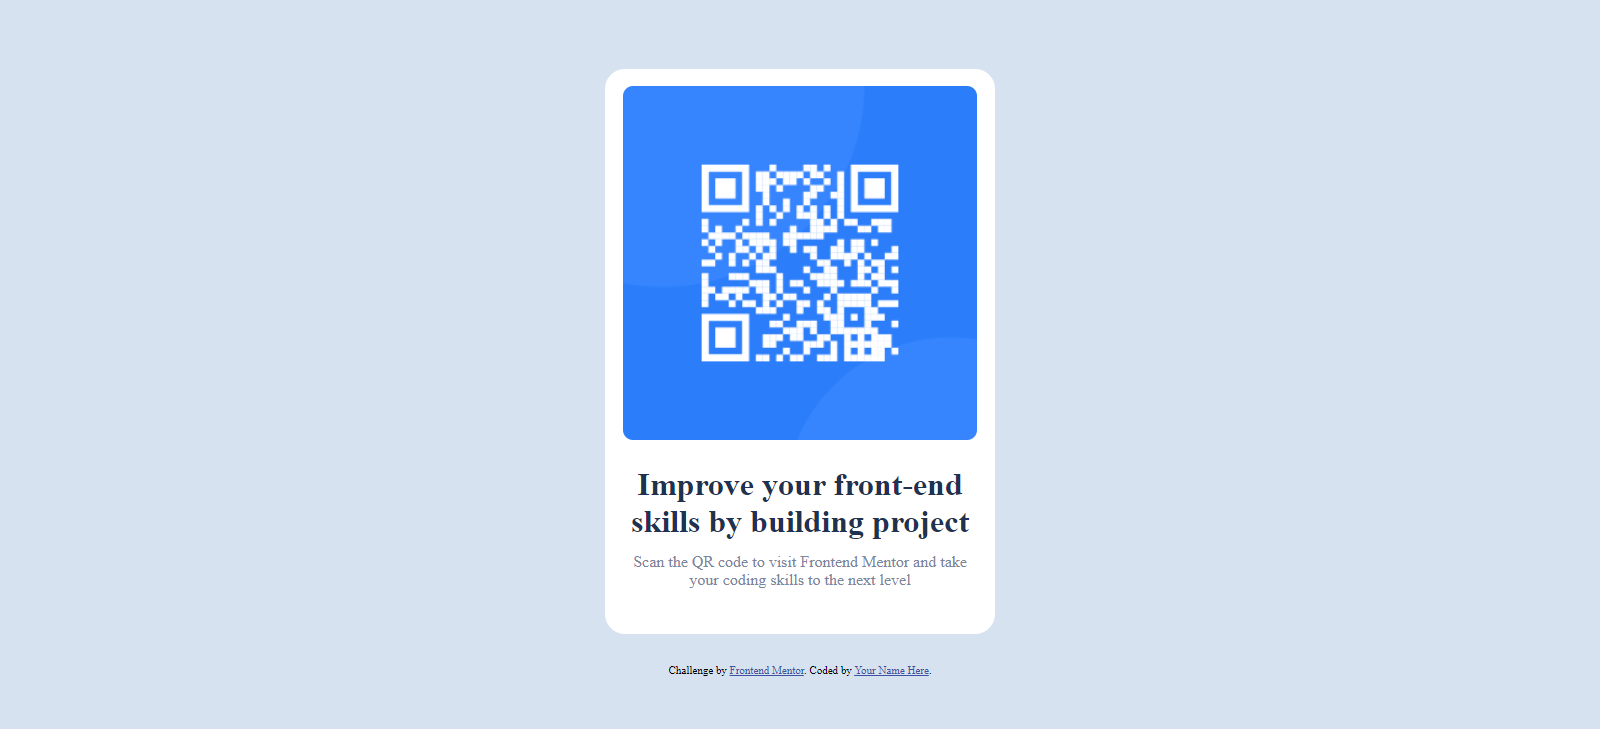 Improve your front-end
skills by building project
Scan the QR code to visit Frontend Mentor and take
your coding skills to the next level
Challenge by Frontend Mentor. Coded by Your Name Here.